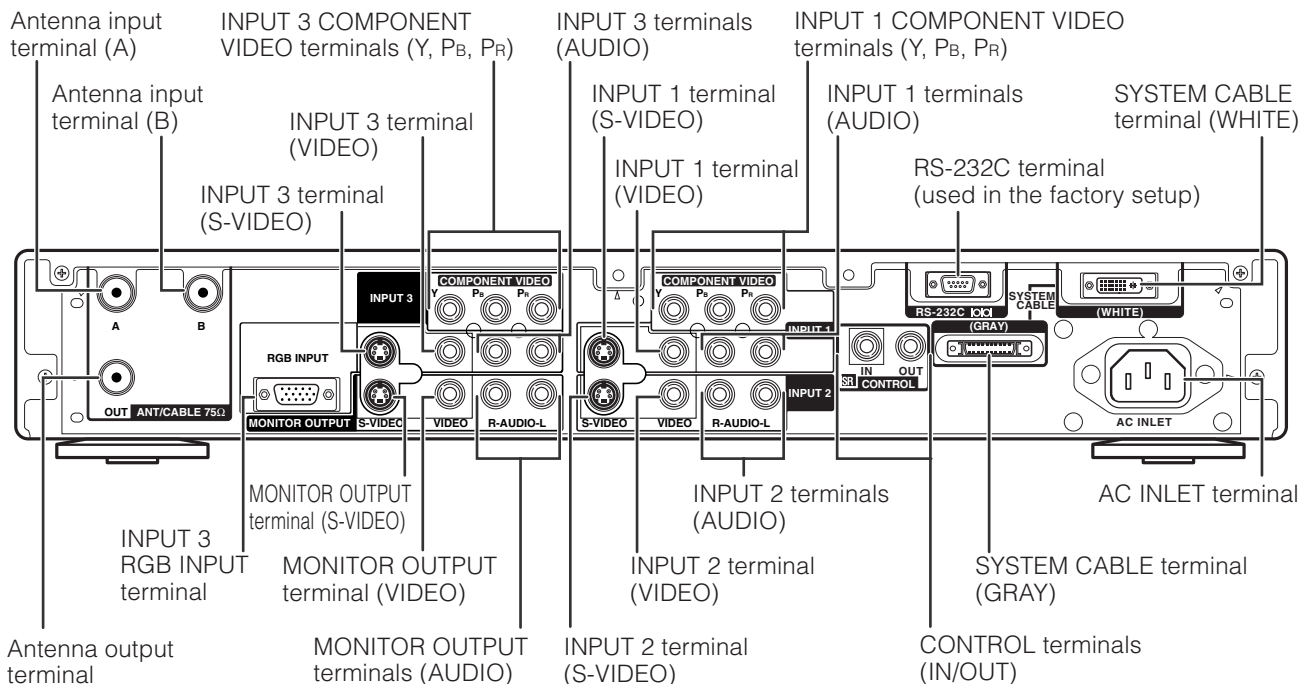 Antenna input
terminal (A)
INPUT 3 COMPONENT
VIDEO terminals (Y, PB, PR)
INPUT 3 terminals
(AUDIO)
INPUT 1 COMPONENT VIDEO
terminals (Y, PB, PR)
Antenna input
terminal (B)
INPUT 3 terminal
(VIDEO)
INPUT 1 terminal
(S-VIDEO)
INPUT 1 terminals
(AUDIO)
SYSTEM CABLE
terminal (WHITE)
INPUT 3 terminal
(S-VIDEO)
INPUT 1 terminal
(VIDEO)
RS-232C terminal
(used in the factory setup)
A
B
OUT
ANT/CABLE 75Ω
RGB INPUT
MONITOR OUTPUT
INPUT 3
COMPONENT VIDEO
Y PB PR
S-VIDEO
VIDEO
R-AUDIO-L
COMPONENT VIDEO
Y PB PR
INPUT 1
INPUT 2
S-VIDEO
VIDEO
R-AUDIO-L
IN OUT
SR CONTROL
RS-232C IOIOI
SYSTEM
CABLE
(WHITE)
(GRAY)
AC INLET
MONITOR OUTPUT
terminal (S-VIDEO)
INPUT 2 terminals
(AUDIO)
AC INLET terminal
INPUT 3
RGB INPUT
terminal
MONITOR OUTPUT
terminal (VIDEO)
INPUT 2 terminal
(VIDEO)
SYSTEM CABLE terminal
(GRAY)
Antenna output
terminal
MONITOR OUTPUT
terminals (AUDIO)
INPUT 2 terminal
(S-VIDEO)
CONTROL terminals
(IN/OUT)